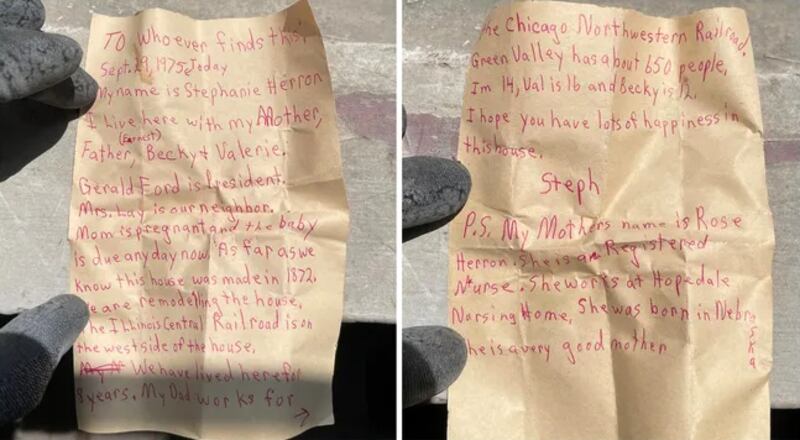 To Whoever finds this,
Sept. 29, 1975 today
My name is Stephanie Herron
I Live here with my Mother,
(Earnest)
Father, Becky & Valerie.
Gerald Ford is President.
Mrs. Lay is our neighbor.
Mom is pregnant and the baby
is due any day now. As far as we
know this house was made in 1872.
We are remodelling the house,
The Illinois Central Railroad is on
the west side of the house,
We have lived here for
8 years. My Dad works for
→
the Chicago Northwestern Railroad.
Green Valley has about 650 people,
Im 14, Val is 16 and Becky is 12.
I hope you have lots of happiness in
this house.
Steph
P.S. My Mothers name is Rose
Herron. She is a Registered
Nurse. She works at Hopedale
Nursing Home, She was born in Nebraska
She is a very good mother